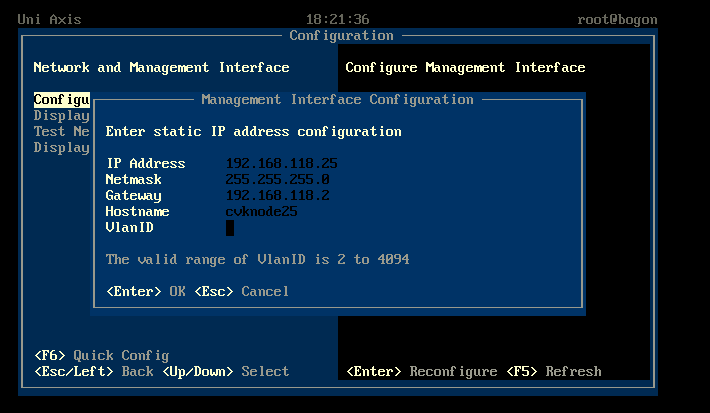 Uni Axis 18:21:36 root@bogon
Configuration
Network and Management Interface Configure Management Interface
Configu
Management Interface Configuration
Display
Test Ne
Display
Enter static IP address configuration
IP Address 192.168.118.25
Netmask 255.255.255.0
Gateway 192.168.118.2
Hostname cvknode25
VlanID
The valid range of VlanID is 2 to 4094
<Enter> OK <Esc> Cancel
<F6> Quick Config
<Esc/Left> Back <Up/Down> Select <Enter> Reconfigure <F5> Refresh